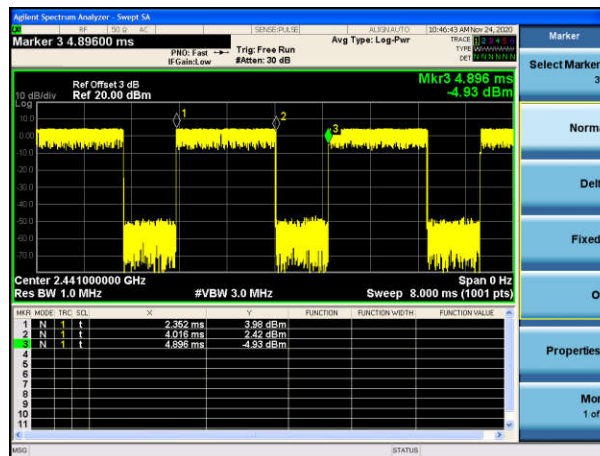 Agilent Spectrum Analyzer - Swept SA
RF 50 Ω AC SENSE:PULSE ALIGNAUTO 10:46:43 AM Nov 24, 2020
Marker 3 4.89600 ms
PNO: Fast
IFGain:Low
Trig: Free Run
#Atten: 30 dB
Avg Type: Log-Pwr
TRACE 1 2 3 4 5 6
TYPE
DET N N N N N N
Ref Offset 3 dB
Ref 20.00 dBm
10 dB/div
Log
Mkr3 4.896 ms
-4.93 dBm
10.0
0.00
-10.0
-20.0
-30.0
-40.0
-50.0
-60.0
-70.0
1
2
3
Center 2.441000000 GHz
Span 0 Hz
Res BW 1.0 MHz
#VBW 3.0 MHz
Sweep 8.000 ms (1001 pts)
MKR MODE TRC SCL X Y FUNCTION FUNCTION WIDTH FUNCTION VALUE
1 N 1 t 2.352 ms 3.98 dBm
2 N 1 t 4.016 ms 2.42 dBm
3 N 1 t 4.896 ms -4.93 dBm
4
5
6
7
8
9
10
11
MSG
STATUS
Marker
Select Marker
3
Norma
Delt
Fixed
O
Properties
Mor
1 of